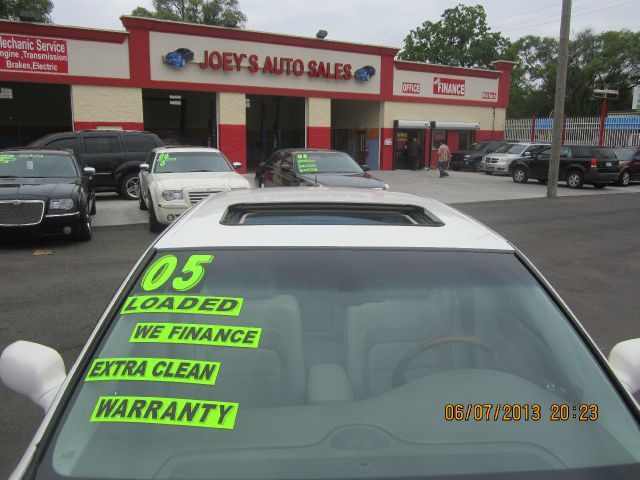 Mechanic Service
Engine,Transmission
Brakes,Electric
JOEY'S AUTO SALES
OFFICE
FINANCE
05
LOADED
WE FINANCE
EXTRA CLEAN
WARRANTY
06/07/2013 20:23